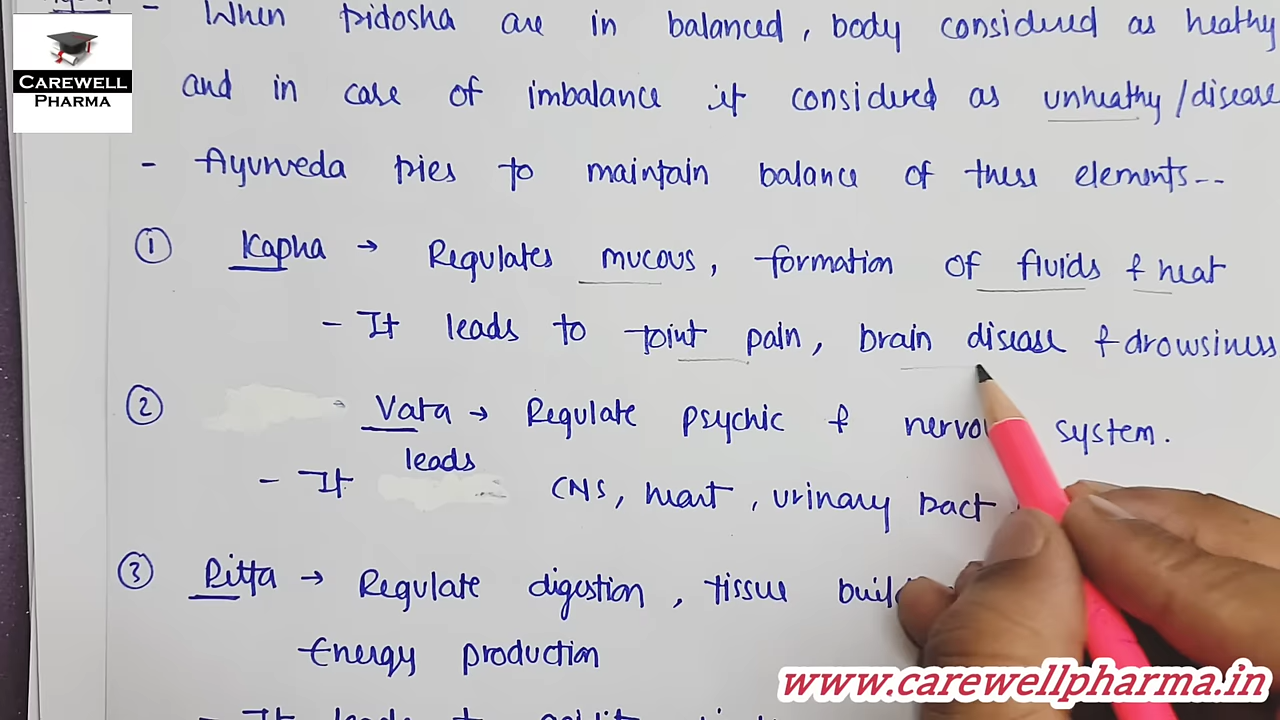 - When tridosha are in balanced, body considered as heathy
CAREWELL
PHARMA
and in case of imbalance it considered as unheathy/disease
- Ayurveda tries to maintain balance of these elements--
① Kapha → Regulates mucous, formation of fluids & heat
- It leads to Joint pain, brain disease & drowsiness
② Vata → Regulate psychic & nervo system.
leads
- It CNS, heart, urinary tract
③ Pitta → Regulate digestion, tissue buil
Energy production
- It leads to
www.carewellpharma.in